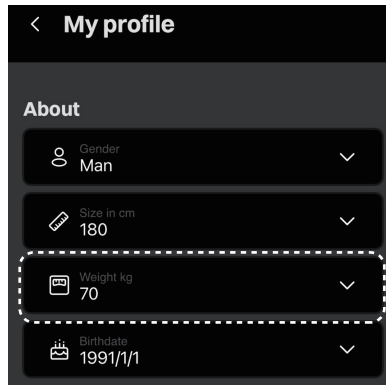 My profile
About
Gender
Man
Size in cm
180
Weight kg
70
Birthdate
1991/1/1